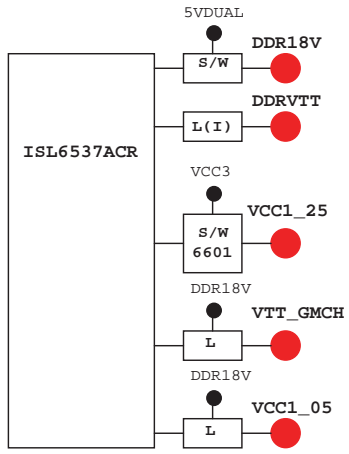 5VDUAL
DDR18V
S/W
DDRVTT
L(I)
ISL6537ACR
VCC3
VCC1_25
S/W
6601
DDR18V
VTT_GMCH
L
DDR18V
VCC1_05
L